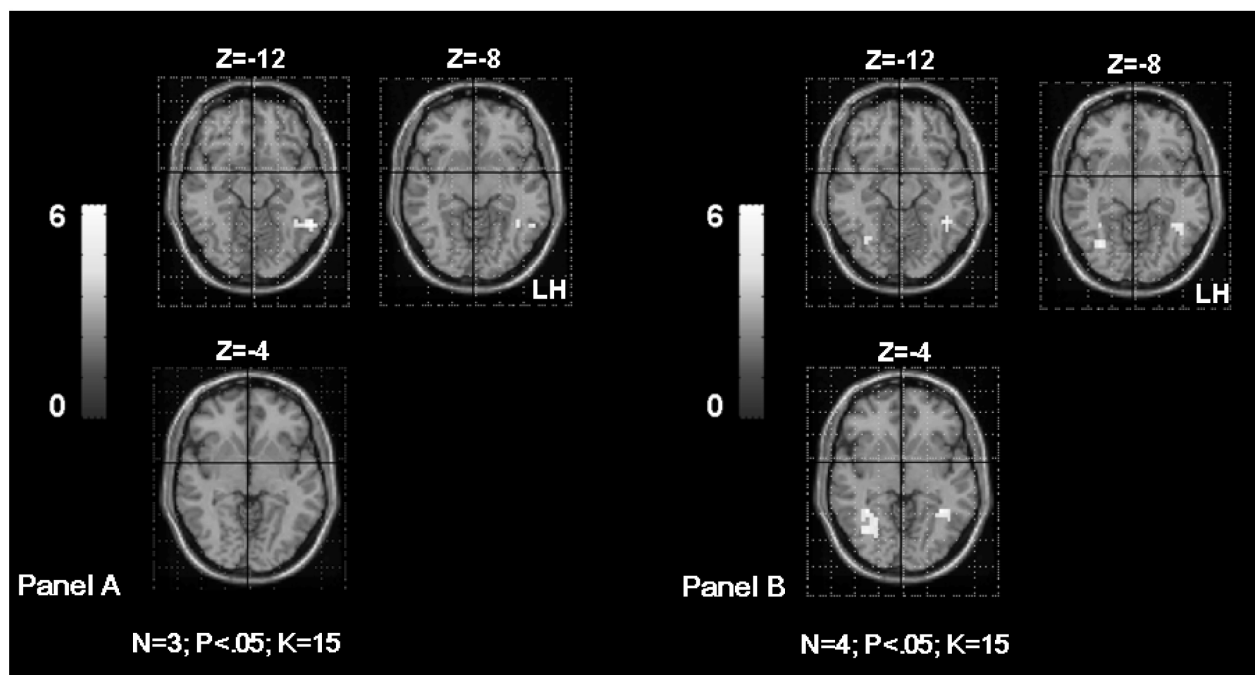 Z=-12
Z=-8
6
0
LH
Z=-4
Panel A
N=3; P<.05; K=15
Z=-12
Z=-8
6
0
LH
Z=-4
Panel B
N=4; P<.05; K=15